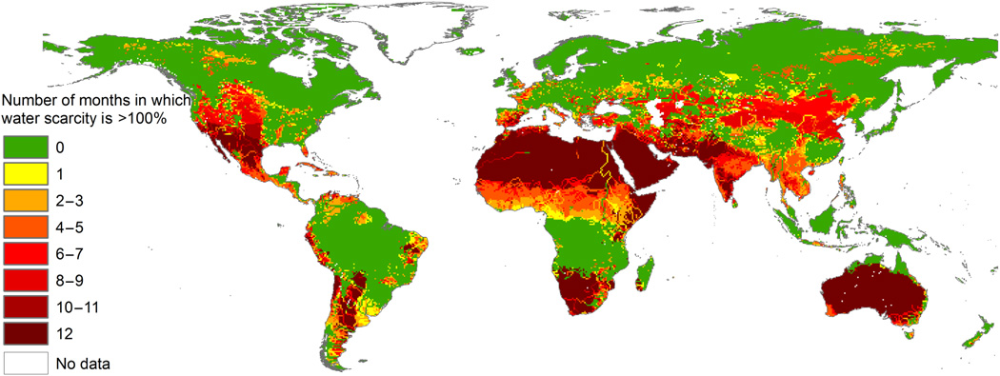 Number of months in which
water scarcity is >100%
0
1
2–3
4–5
6–7
8–9
10–11
12
No data